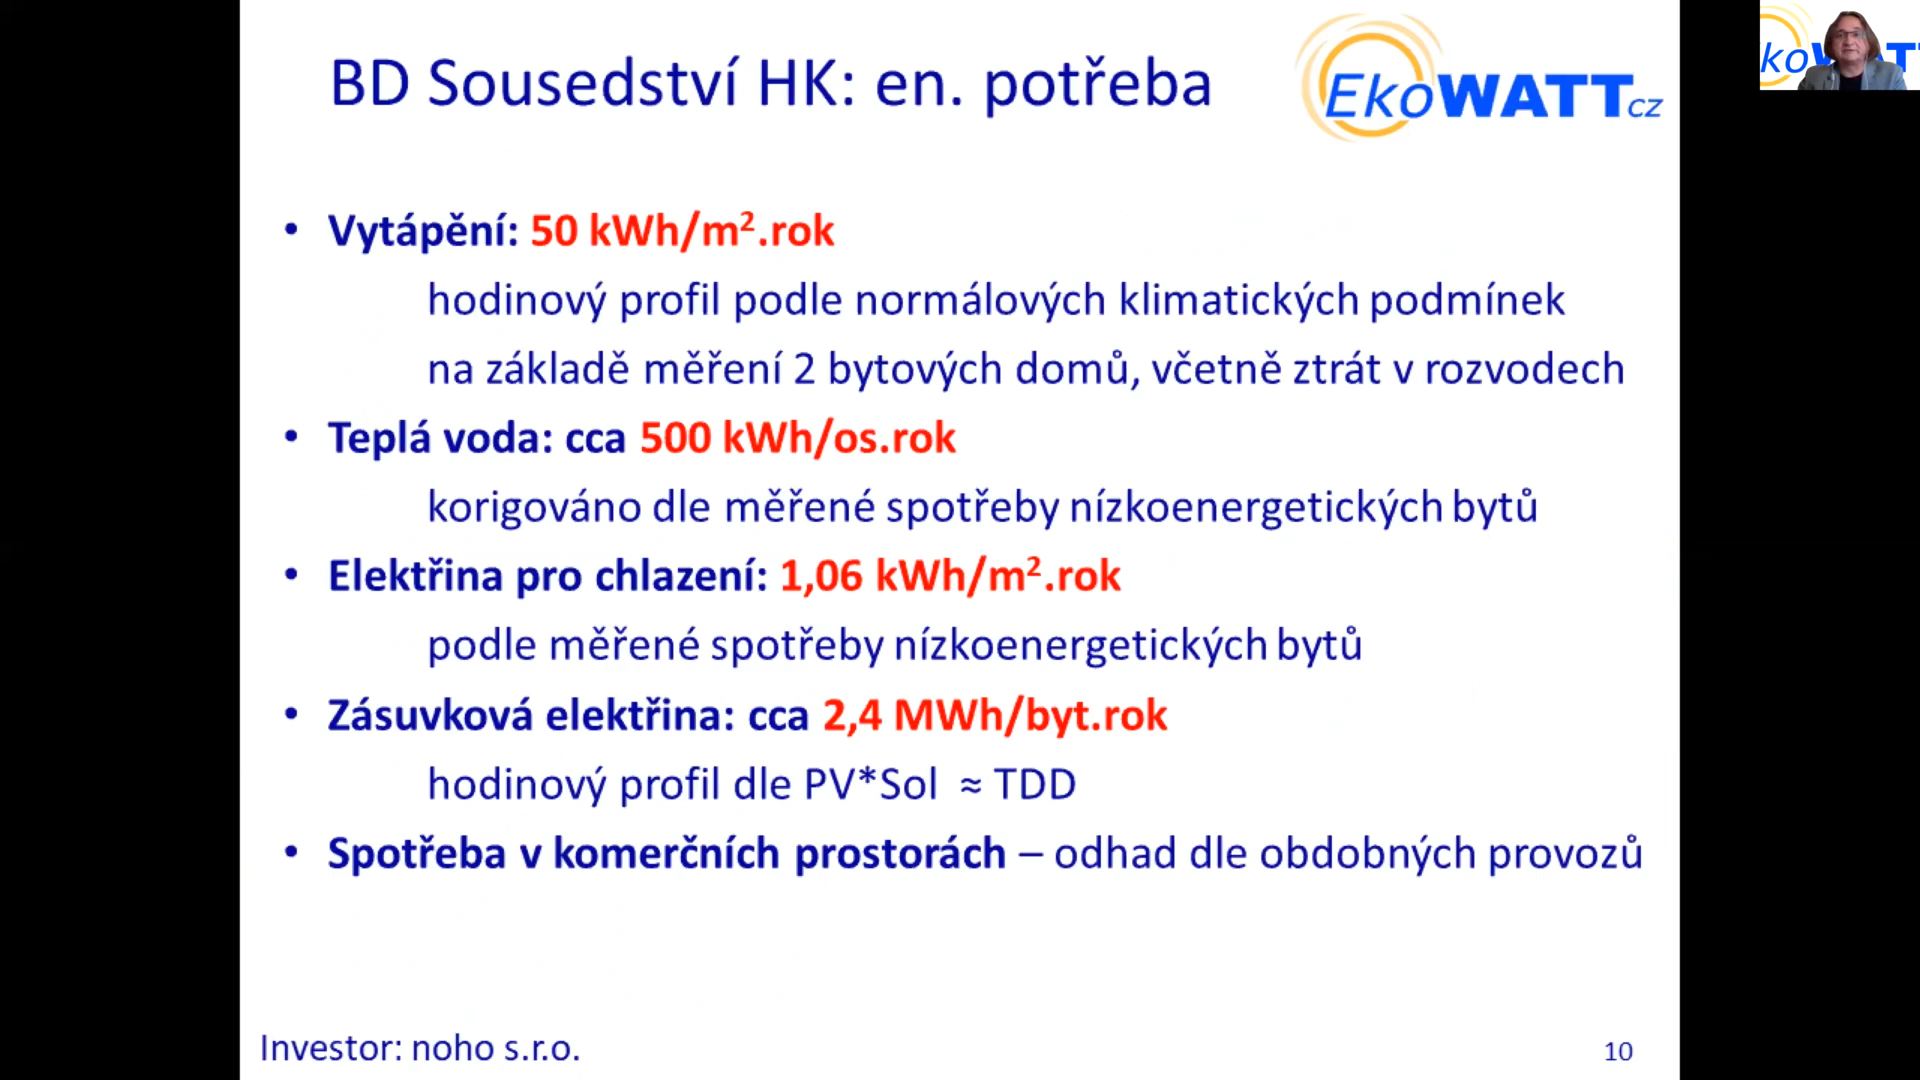 BD Sousedství HK: en. potřeba
EkoWATTcz
• Vytápění: 50 kWh/m².rok
hodinový profil podle normálových klimatických podmínek
na základě měření 2 bytových domů, včetně ztrát v rozvodech
• Teplá voda: cca 500 kWh/os.rok
korigováno dle měřené spotřeby nízkoenergetických bytů
• Elektřina pro chlazení: 1,06 kWh/m².rok
podle měřené spotřeby nízkoenergetických bytů
• Zásuvková elektřina: cca 2,4 MWh/byt.rok
hodinový profil dle PV*Sol ≈ TDD
• Spotřeba v komerčních prostorách – odhad dle obdobných provozů
Investor: noho s.r.o.
10